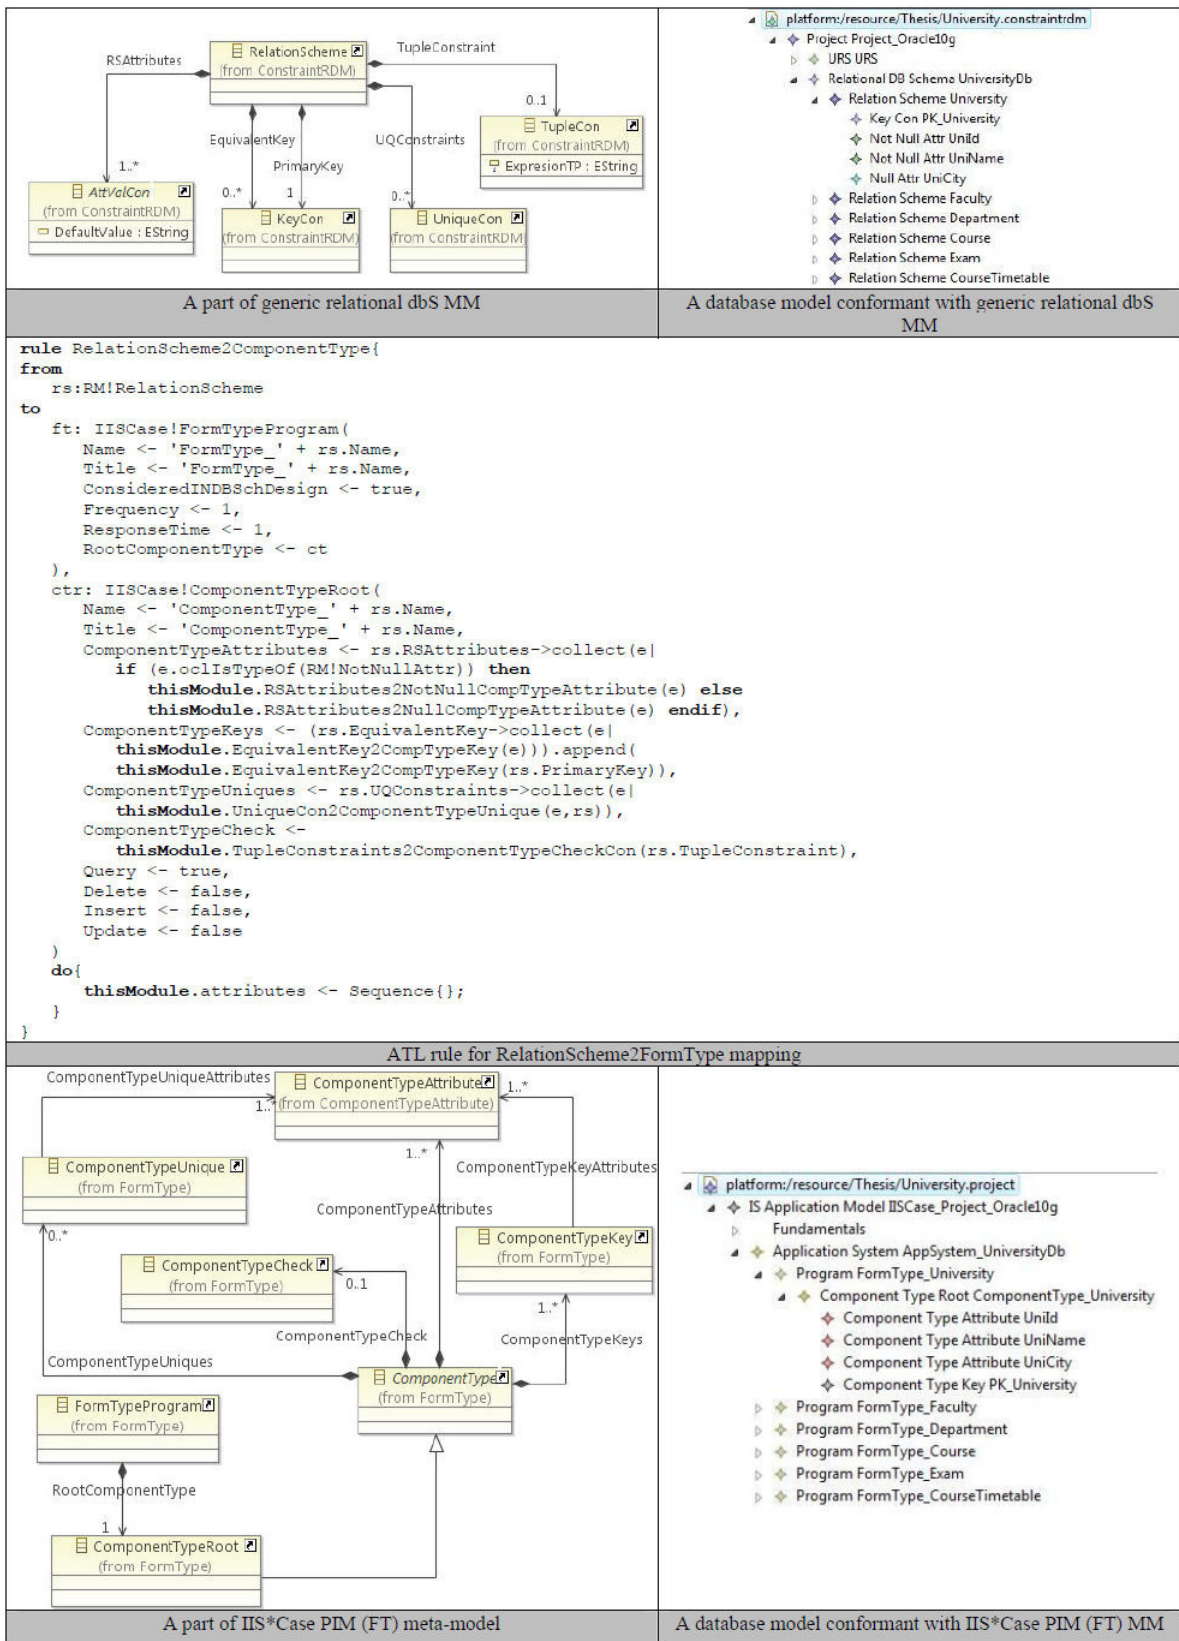 RelationScheme
(from ConstraintRDM)
TupleConstraint
RSAttributes
0..1
EquivalentKey
UQConstraints
TupleCon
(from ConstraintRDM)
ExpresionTP : EString
PrimaryKey
1..*
0..*
1
0..*
AttValCon
(from ConstraintRDM)
DefaultValue : EString
KeyCon
(from ConstraintRDM)
UniqueCon
(from ConstraintRDM)
platform:/resource/Thesis/University.constraintrdm
Project Project_Oracle10g
URS URS
Relational DB Schema UniversityDb
Relation Scheme University
Key Con PK_University
Not Null Attr UniId
Not Null Attr UniName
Null Attr UniCity
Relation Scheme Faculty
Relation Scheme Department
Relation Scheme Course
Relation Scheme Exam
Relation Scheme CourseTimetable
A part of generic relational dbS MM
A database model conformant with generic relational dbS
MM
rule RelationScheme2ComponentType{
from
rs:RM!RelationScheme
to
ft: IISCase!FormTypeProgram(
Name <- 'FormType_' + rs.Name,
Title <- 'FormType_' + rs.Name,
ConsideredINDBSchDesign <- true,
Frequency <- 1,
ResponseTime <- 1,
RootComponentType <- ct
),
ctr: IISCase!ComponentTypeRoot(
Name <- 'ComponentType_' + rs.Name,
Title <- 'ComponentType_' + rs.Name,
ComponentTypeAttributes <- rs.RSAttributes->collect(e|
if (e.oclIsTypeOf(RM!NotNullAttr)) then
thisModule.RSAttributes2NotNullCompTypeAttribute(e) else
thisModule.RSAttributes2NullCompTypeAttribute(e) endif),
ComponentTypeKeys <- (rs.EquivalentKey->collect(e|
thisModule.EquivalentKey2CompTypeKey(e))).append(
thisModule.EquivalentKey2CompTypeKey(rs.PrimaryKey)),
ComponentTypeUniques <- rs.UQConstraints->collect(e|
thisModule.UniqueCon2ComponentTypeUnique(e,rs)),
ComponentTypeCheck <-
thisModule.TupleConstraints2ComponentTypeCheckCon(rs.TupleConstraint),
Query <- true,
Delete <- false,
Insert <- false,
Update <- false
)
do{
thisModule.attributes <- Sequence{};
}
}
ATL rule for RelationScheme2FormType mapping
ComponentTypeUniqueAttributes
ComponentTypeAttribute
(from ComponentTypeAttribute)
1..*
1..*
1..*
ComponentTypeUnique
(from FormType)
ComponentTypeKeyAttributes
ComponentTypeAttributes
0..*
ComponentTypeCheck
(from FormType)
0..1
ComponentTypeKey
(from FormType)
1..*
ComponentTypeCheck
ComponentTypeKeys
ComponentTypeUniques
ComponentType
(from FormType)
FormTypeProgram
(from FormType)
RootComponentType
1
ComponentTypeRoot
(from FormType)
platform:/resource/Thesis/University.project
IS Application Model IISCase_Project_Oracle10g
Fundamentals
Application System AppSystem_UniversityDb
Program FormType_University
Component Type Root ComponentType_University
Component Type Attribute UniId
Component Type Attribute UniName
Component Type Attribute UniCity
Component Type Key PK_University
Program FormType_Faculty
Program FormType_Department
Program FormType_Course
Program FormType_Exam
Program FormType_CourseTimetable
A part of IIS*Case PIM (FT) meta-model
A database model conformant with IIS*Case PIM (FT) MM